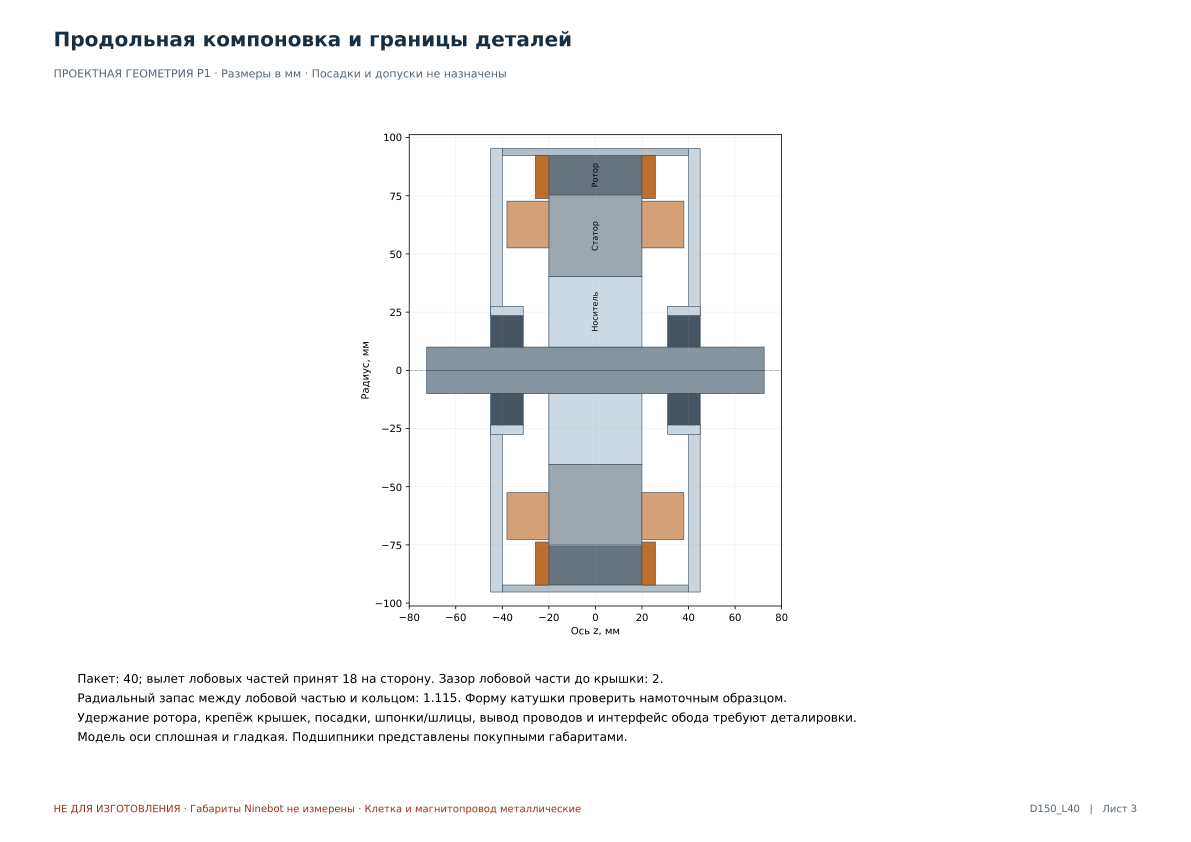 Продольная компоновка и границы деталей
ПРОЕКТНАЯ ГЕОМЕТРИЯ P1 · Размеры в мм · Посадки и допуски не назначены
100
75
50
25
0
−25
−50
−75
−100
Радиус, мм
Ротор
Статор
Носитель
−80 −60 −40 −20 0 20 40 60 80
Ось z, мм
Пакет: 40; вылет лобовых частей принят 18 на сторону. Зазор лобовой части до крышки: 2.
Радиальный запас между лобовой частью и кольцом: 1.115. Форму катушки проверить намоточным образцом.
Удержание ротора, крепёж крышек, посадки, шпонки/шлицы, вывод проводов и интерфейс обода требуют деталировки.
Модель оси сплошная и гладкая. Подшипники представлены покупными габаритами.
НЕ ДЛЯ ИЗГОТОВЛЕНИЯ · Габариты Ninebot не измерены · Клетка и магнитопровод металлические
D150_L40 | Лист 3